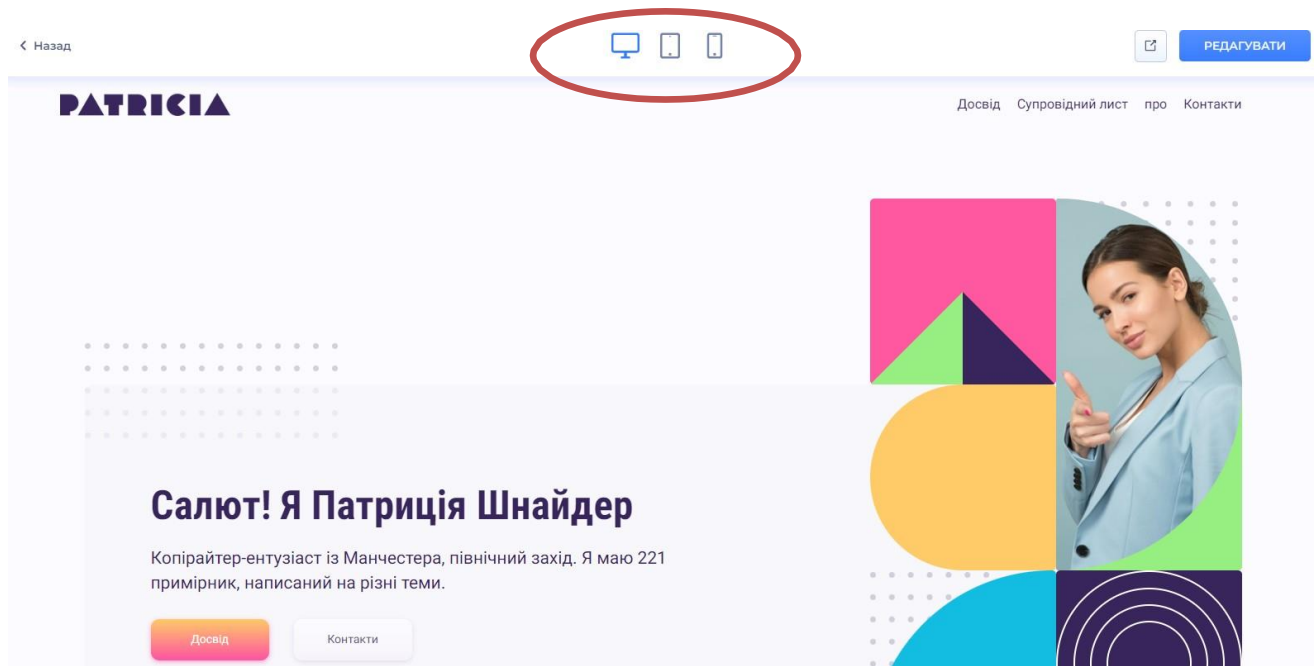 Назад
РЕДАГУВАТИ
PATRICIA
Досвід Супровідний лист про Контакти
Салют! Я Патриція Шнайдер
Копірайтер-ентузіаст із Манчестера, північний захід. Я маю 221
примірник, написаний на різні теми.
Досвід
Контакти